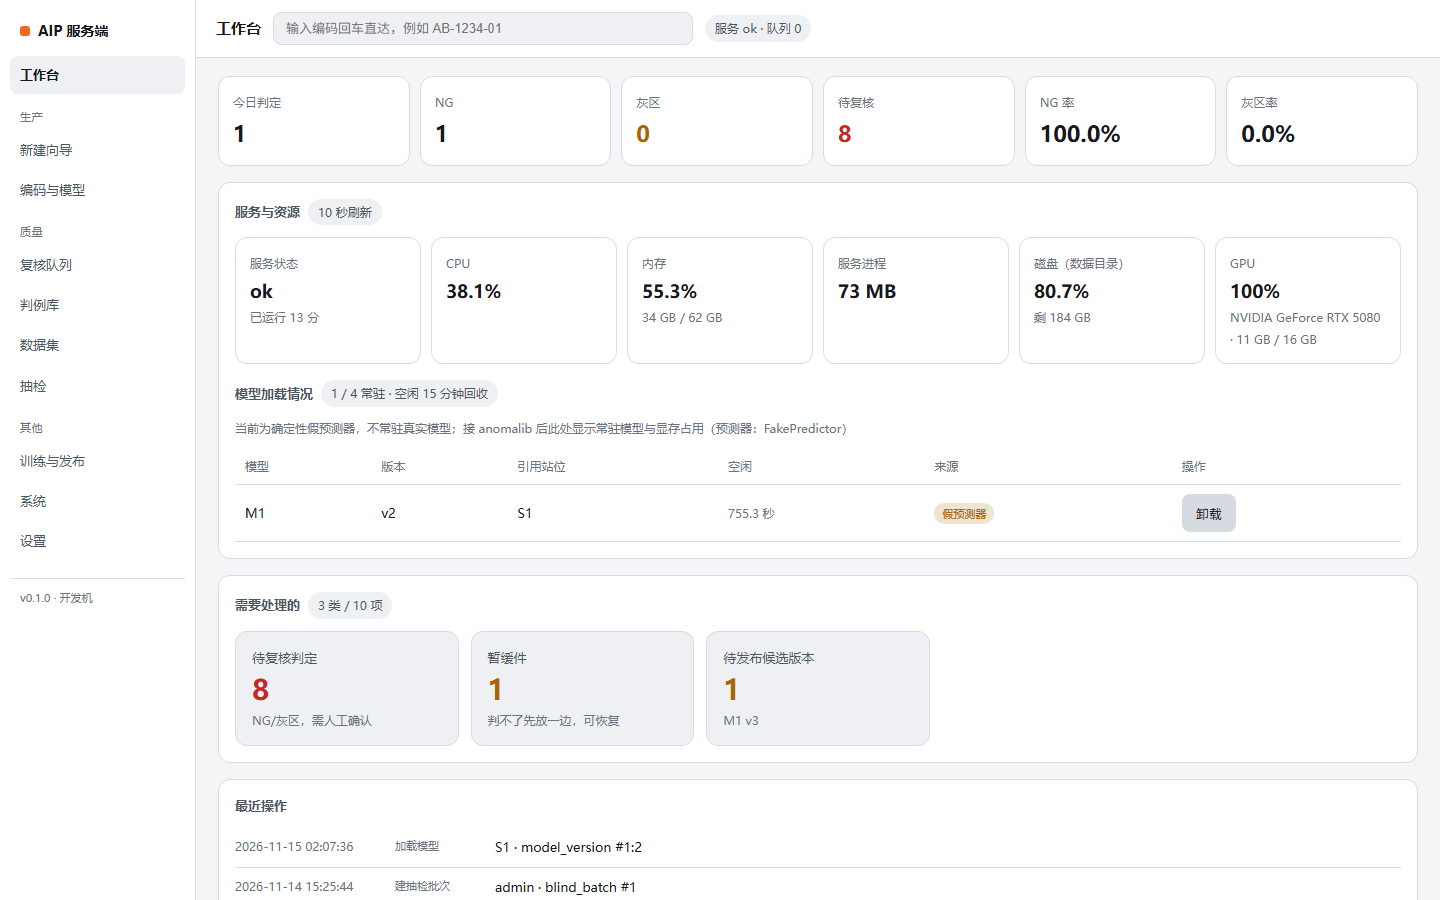 AIP 服务端
工作台
生产
新建向导
编码与模型
质量
复核队列
判例库
数据集
抽检
其他
训练与发布
系统
设置
v0.1.0 · 开发机
工作台
输入编码回车直达，例如 AB-1234-01
服务 ok · 队列 0
今日判定
1
NG
1
灰区
0
待复核
8
NG 率
100.0%
灰区率
0.0%
服务与资源
10 秒刷新
服务状态
ok
已运行 13 分
CPU
38.1%
内存
55.3%
34 GB / 62 GB
服务进程
73 MB
磁盘（数据目录）
80.7%
剩 184 GB
GPU
100%
NVIDIA GeForce RTX 5080
· 11 GB / 16 GB
模型加载情况
1 / 4 常驻 · 空闲 15 分钟回收
当前为确定性假预测器，不常驻真实模型；接 anomalib 后此处显示常驻模型与显存占用（预测器：FakePredictor）
模型 版本 引用站位 空闲 来源 操作
M1 v2 S1 755.3 秒 假预测器 卸载
需要处理的
3 类 / 10 项
待复核判定
8
NG/灰区，需人工确认
暂缓件
1
判不了先放一边，可恢复
待发布候选版本
1
M1 v3
最近操作
2026-11-15 02:07:36 加载模型 S1 · model_version #1:2
2026-11-14 15:25:44 建抽检批次 admin · blind_batch #1